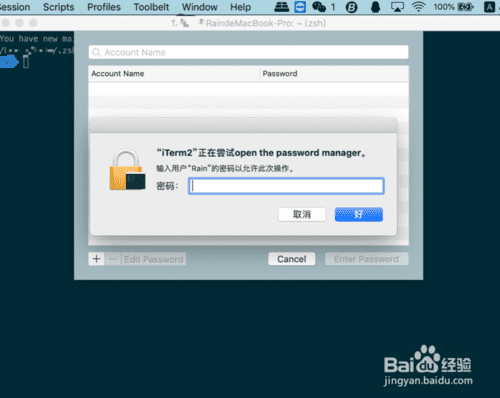 Session Scripts Profiles Toolbelt Window Help 1 100% A
1. RaindeMacBook-Pro: ~ (zsh)
You have new mai
Account Name
Account Name Password
“iTerm2”正在尝试open the password manager。
输入用户“Rain”的密码以允许此次操作。
密码：
取消 好
+ − Edit Password Cancel Enter Password
Baidu经验
jingyan.baidu.com